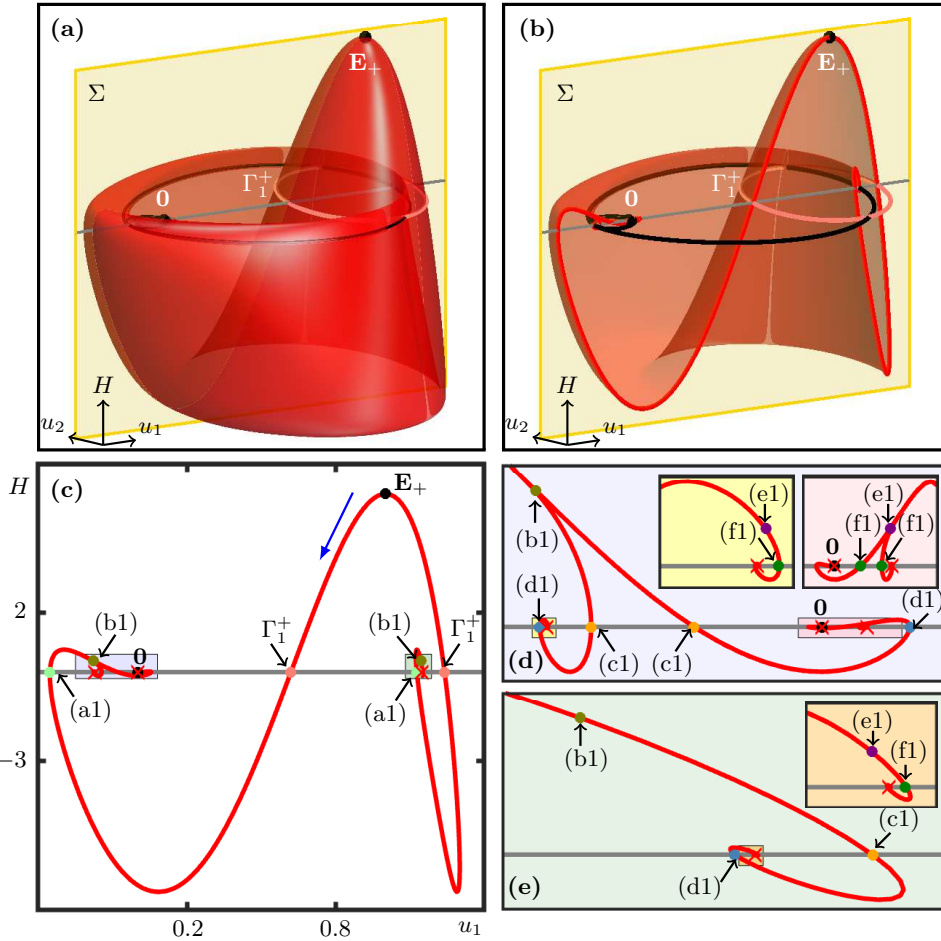 (a)
E₊
Σ
Γ₁⁺
0
H
u₂
u₁
(b)
E₊
Σ
Γ₁⁺
0
H
u₂
u₁
H
(c)
E₊
2
(b1)
0
Γ₁⁺
(b1)
Γ₁⁺
(a1)
(a1)
−3
0.2
0.8
u₁
(b1)
(e1)
(f1)
(e1)
(f1)
(f1)
0
(d1)
0
(d1)
(d)
(c1)
(c1)
(b1)
(e1)
(f1)
(c1)
(e)
(d1)